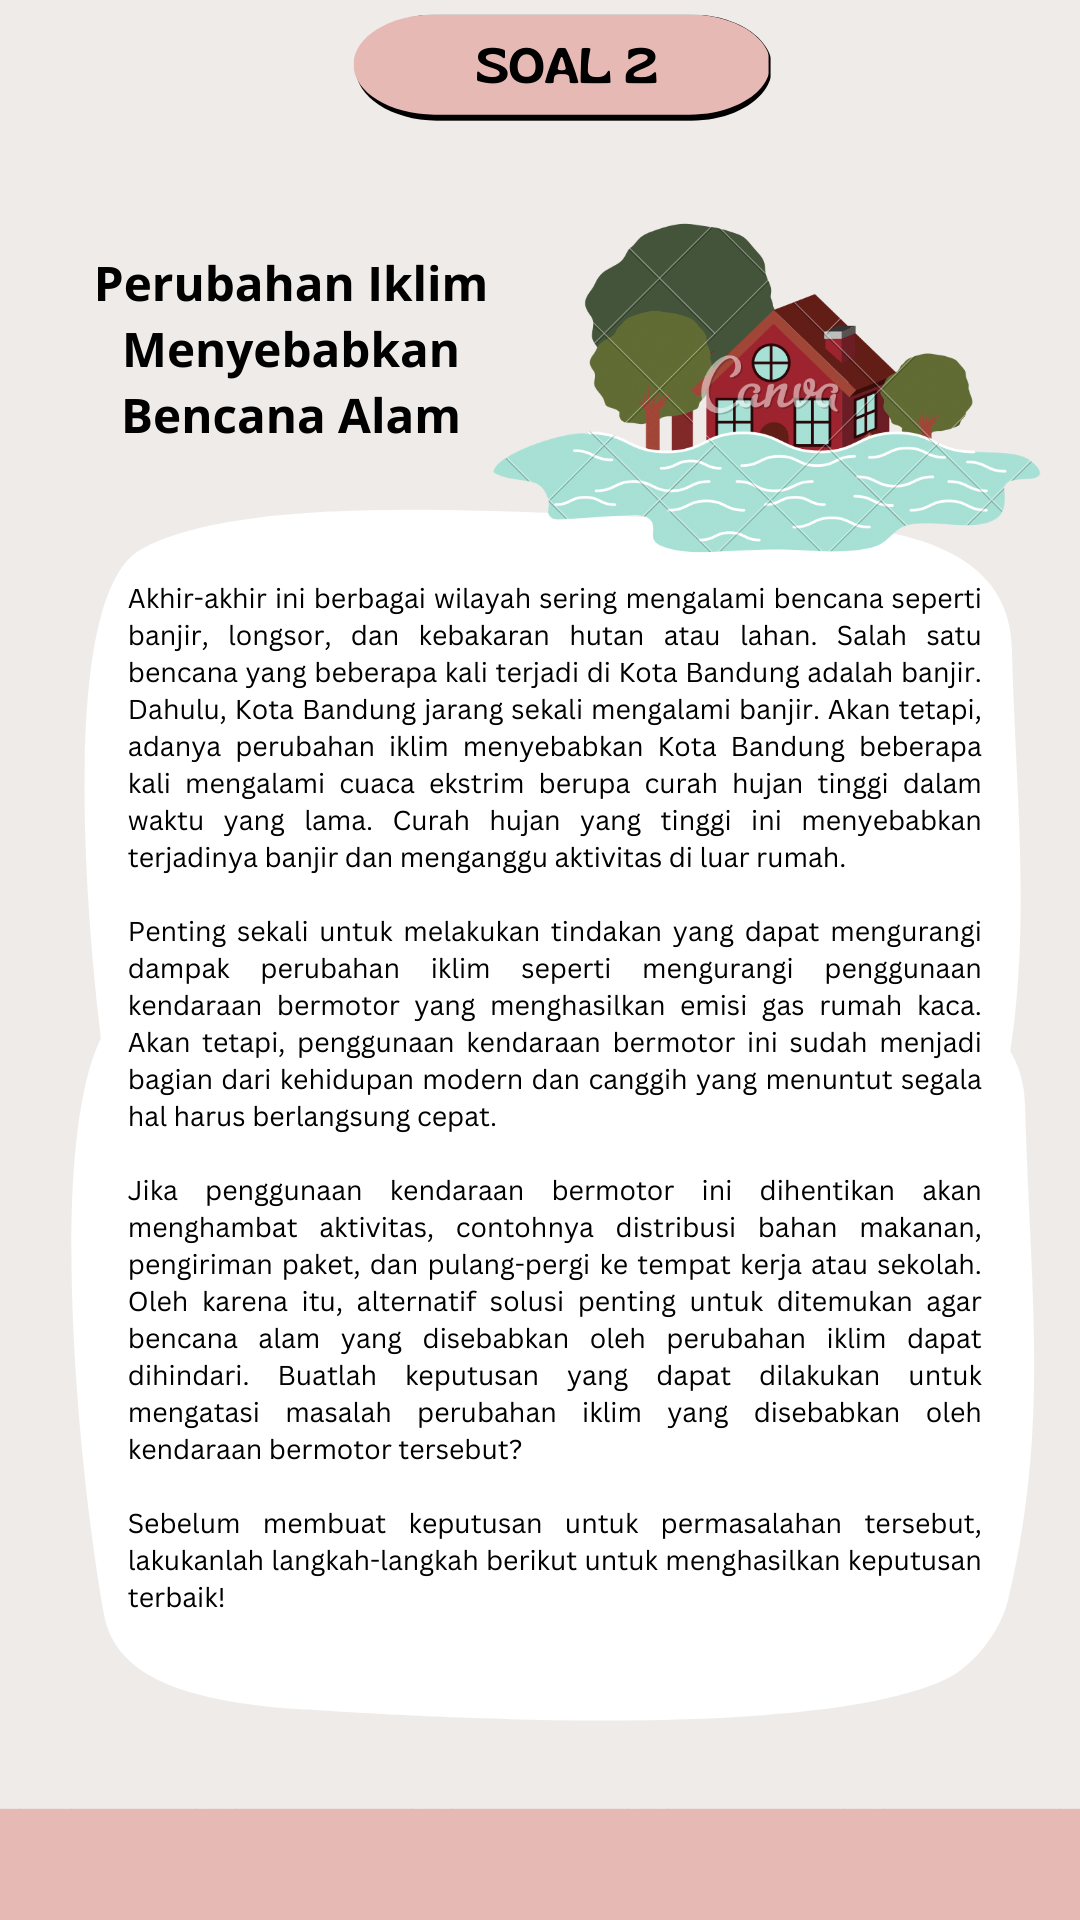 SOAL 2
Perubahan Iklim
Menyebabkan
Bencana Alam
Canva
Akhir-akhir ini berbagai wilayah sering mengalami bencana seperti
banjir, longsor, dan kebakaran hutan atau lahan. Salah satu
bencana yang beberapa kali terjadi di Kota Bandung adalah banjir.
Dahulu, Kota Bandung jarang sekali mengalami banjir. Akan tetapi,
adanya perubahan iklim menyebabkan Kota Bandung beberapa
kali mengalami cuaca ekstrim berupa curah hujan tinggi dalam
waktu yang lama. Curah hujan yang tinggi ini menyebabkan
terjadinya banjir dan menganggu aktivitas di luar rumah.
Penting sekali untuk melakukan tindakan yang dapat mengurangi
dampak perubahan iklim seperti mengurangi penggunaan
kendaraan bermotor yang menghasilkan emisi gas rumah kaca.
Akan tetapi, penggunaan kendaraan bermotor ini sudah menjadi
bagian dari kehidupan modern dan canggih yang menuntut segala
hal harus berlangsung cepat.
Jika penggunaan kendaraan bermotor ini dihentikan akan
menghambat aktivitas, contohnya distribusi bahan makanan,
pengiriman paket, dan pulang-pergi ke tempat kerja atau sekolah.
Oleh karena itu, alternatif solusi penting untuk ditemukan agar
bencana alam yang disebabkan oleh perubahan iklim dapat
dihindari. Buatlah keputusan yang dapat dilakukan untuk
mengatasi masalah perubahan iklim yang disebabkan oleh
kendaraan bermotor tersebut?
Sebelum membuat keputusan untuk permasalahan tersebut,
lakukanlah langkah-langkah berikut untuk menghasilkan keputusan
terbaik!